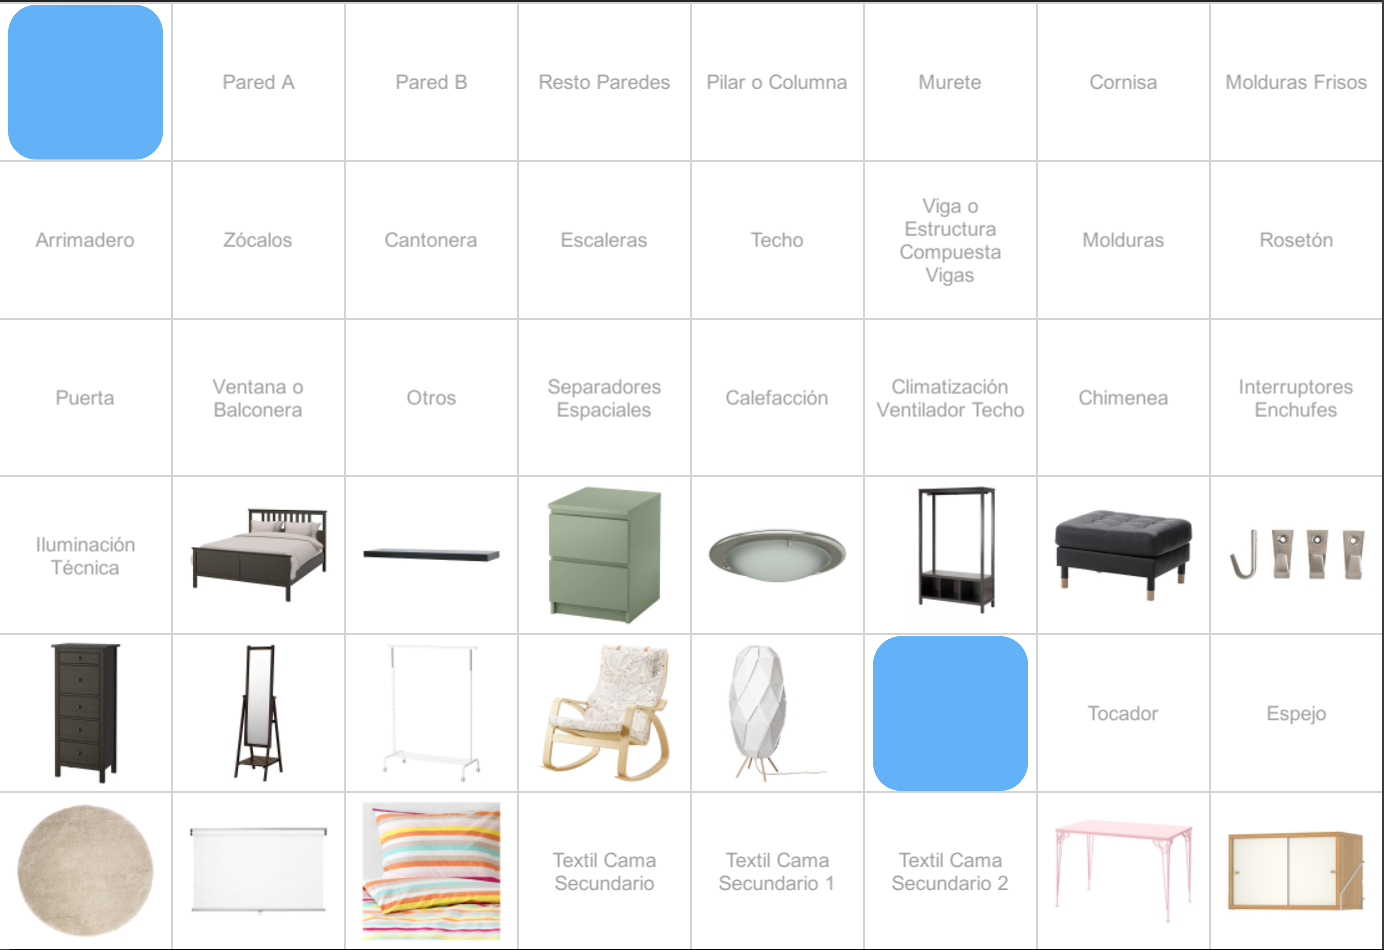 Pared A
Pared B
Resto Paredes
Pilar o Columna
Murete
Cornisa
Molduras Frisos
Arrimadero
Zócalos
Cantonera
Escaleras
Techo
Viga o
Estructura
Compuesta
Vigas
Molduras
Rosetón
Puerta
Ventana o
Balconera
Otros
Separadores
Espaciales
Calefacción
Climatización
Ventilador Techo
Chimenea
Interruptores
Enchufes
Iluminación
Técnica
Tocador
Espejo
Textil Cama
Secundario
Textil Cama
Secundario 1
Textil Cama
Secundario 2